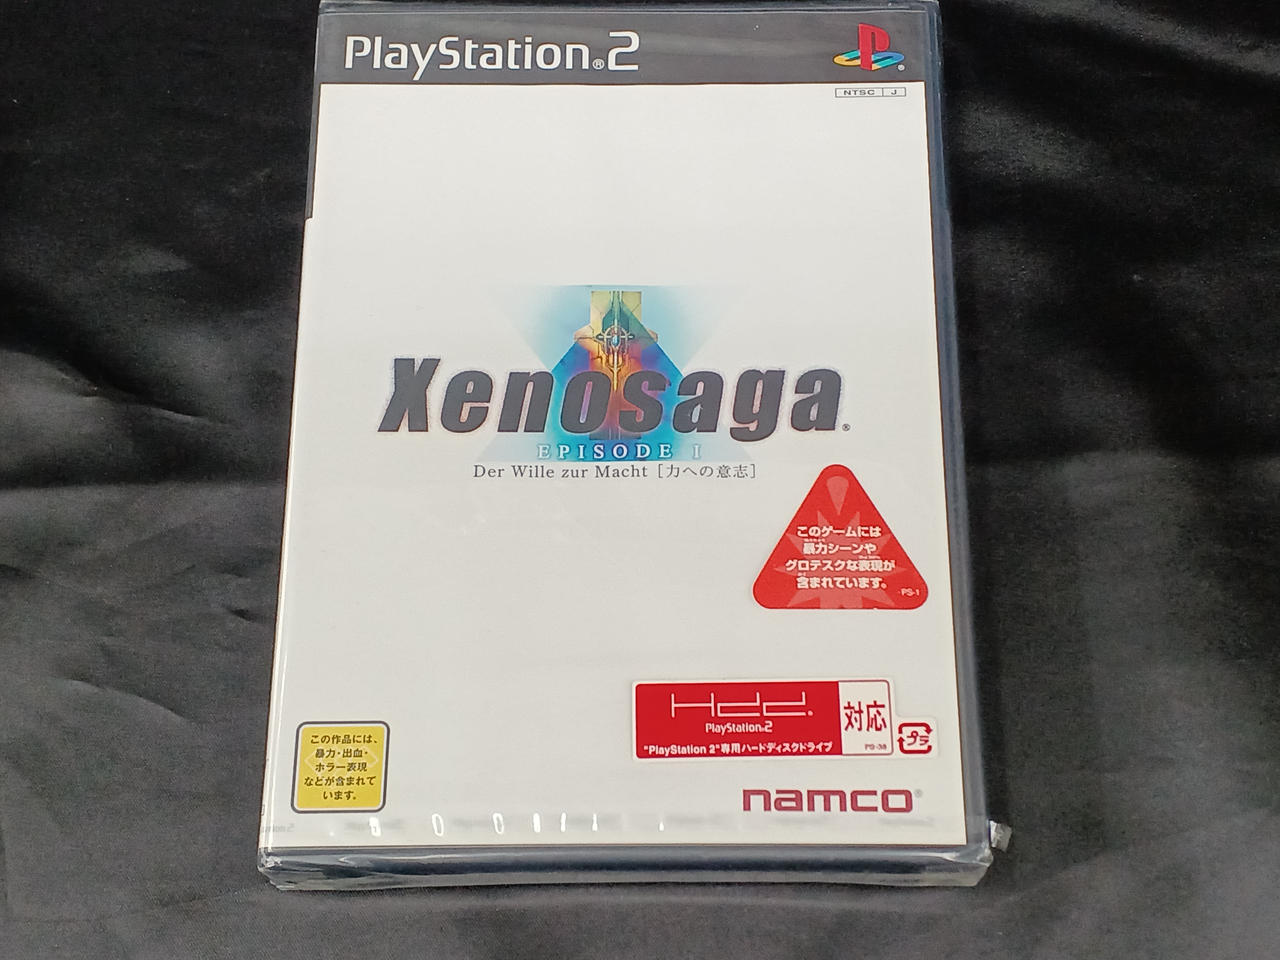 PlayStation®2
NTSC J
Xenosaga®
EPISODE I
Der Wille zur Macht [力への意志]
このゲームには
暴力シーンや
グロテスクな表現が
含まれています。
PS-1
Hdd.
PlayStation®2
対応
"PlayStation 2"専用ハードディスクドライブ
PS-38
プラ
この作品には、
暴力・出血・
ホラー表現
などが含まれて
います。
namco®